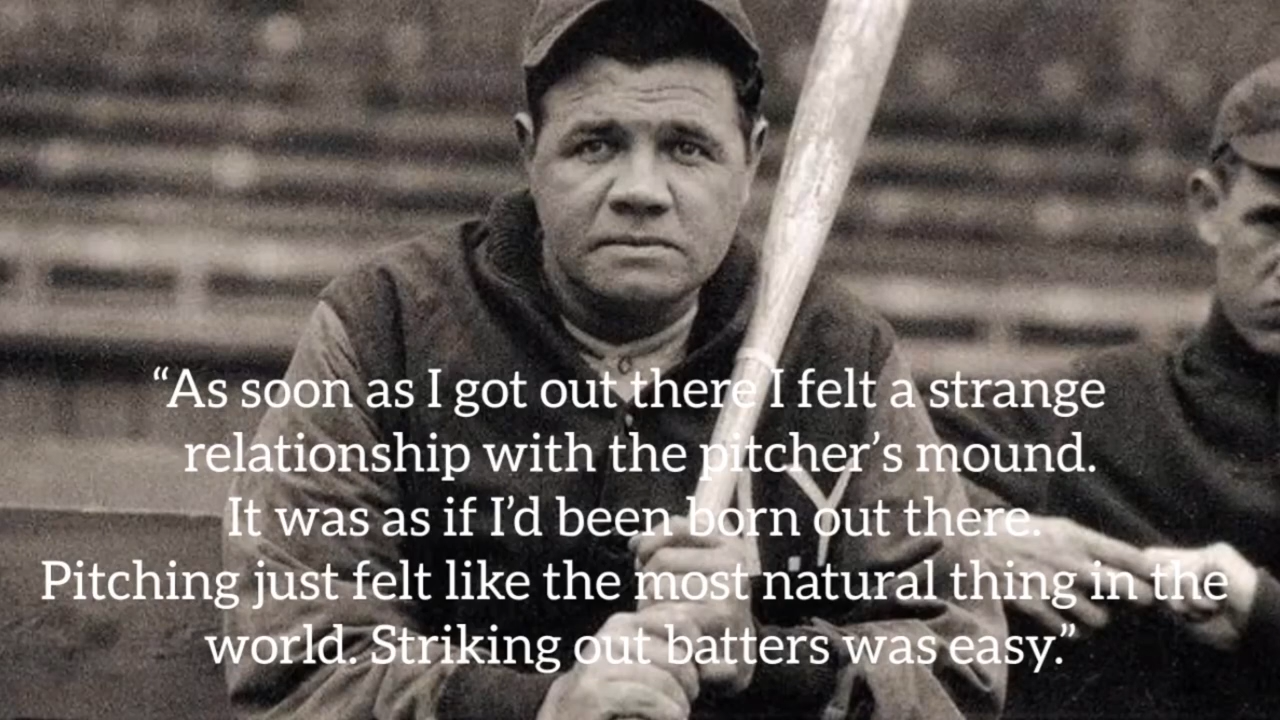 “As soon as I got out there I felt a strange
relationship with the pitcher’s mound.
It was as if I’d been born out there.
Pitching just felt like the most natural thing in the
world. Striking out batters was easy.”